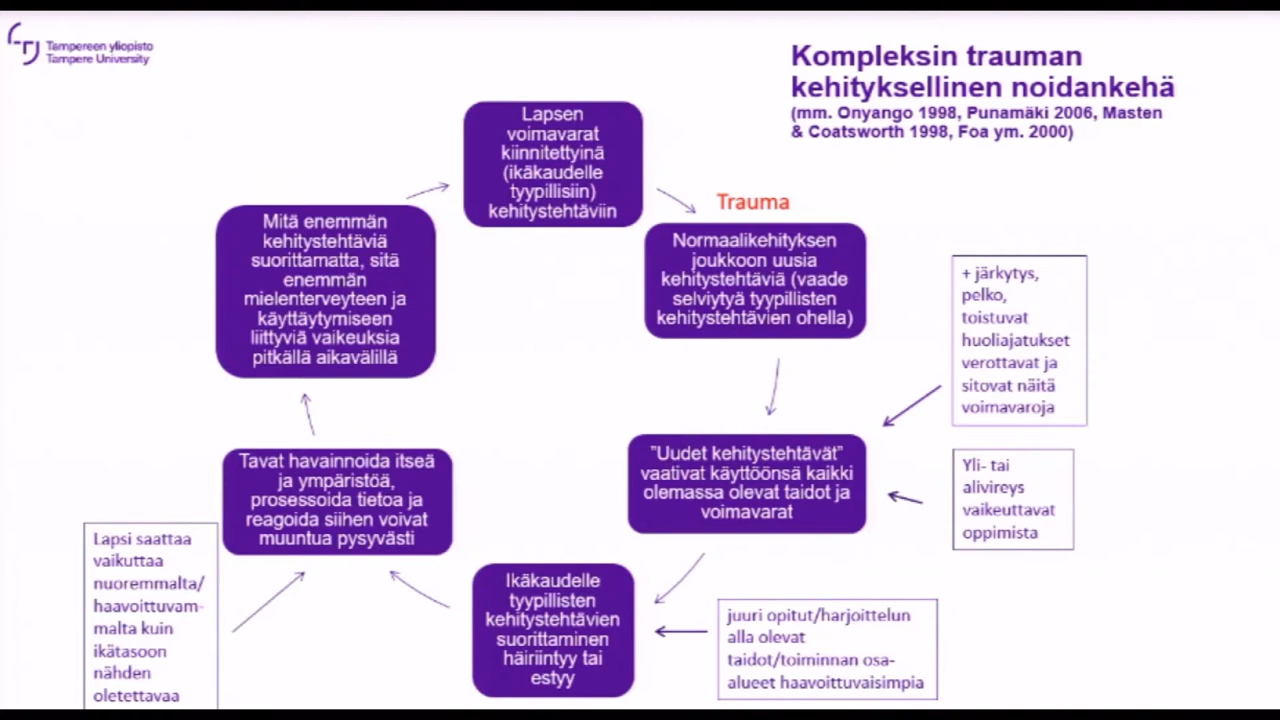 Tampereen yliopisto
Tampere University
Kompleksin trauman
kehityksellinen noidankehä
(mm. Onyango 1998, Punamäki 2006, Masten
& Coatsworth 1998, Foa ym. 2000)
Lapsen
voimavarat
kiinnitettyinä
(ikäkaudelle
tyypillisiin)
kehitystehtäviin
Trauma
Normaalikehityksen
joukkoon uusia
kehitystehtäviä (vaade
selviytyä tyypillisten
kehitystehtävien ohella)
+ järkytys,
pelko,
toistuvat
huoliajatukset
verottavat ja
sitovat näitä
voimavaroja
"Uudet kehitystehtävät"
vaativat käyttöönsä kaikki
olemassa olevat taidot ja
voimavarat
Yli- tai
alivireys
vaikeuttavat
oppimista
Ikäkaudelle
tyypillisten
kehitystehtävien
suorittaminen
häiriintyy tai
estyy
juuri opitut/harjoittelun
alla olevat
taidot/toiminnan osa-
alueet haavoittuvaisimpia
Tavat havainnoida itseä
ja ympäristöä,
prosessoida tietoa ja
reagoida siihen voivat
muuntua pysyvästi
Lapsi saattaa
vaikuttaa
nuoremmalta/
haavoittuvam-
malta kuin
ikätasoon
nähden
oletettavaa
Mitä enemmän
kehitystehtäviä
suorittamatta, sitä
enemmän
mielenterveyteen ja
käyttäytymiseen
liittyviä vaikeuksia
pitkällä aikavälillä